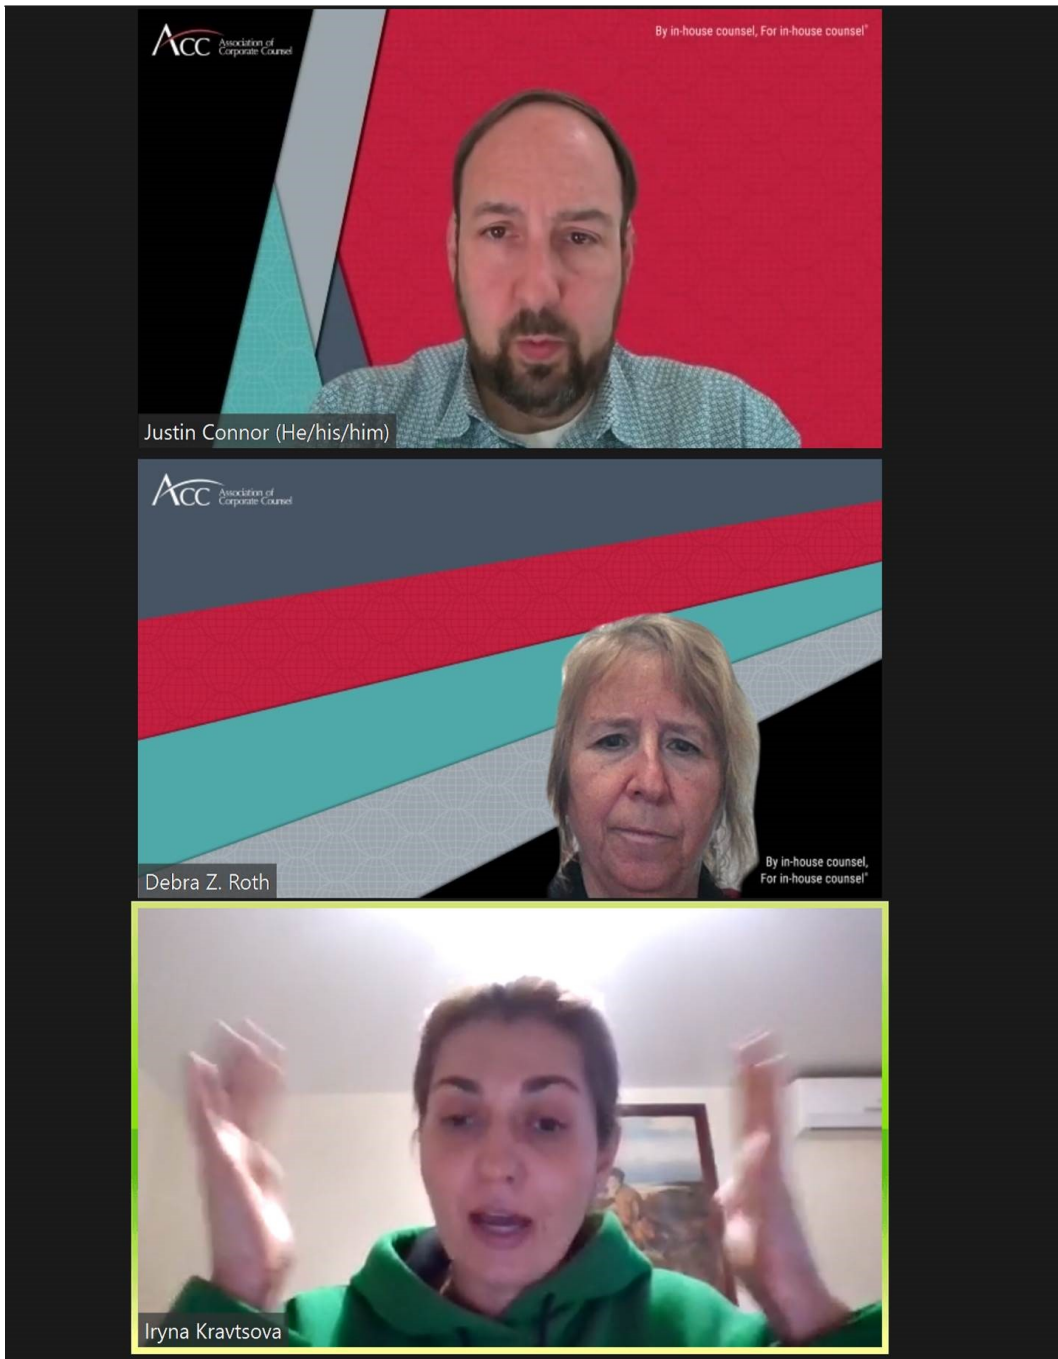 ACC Association of
Corporate Counsel
By in-house counsel, For in-house counsel®
Justin Connor (He/his/him)
ACC Association of
Corporate Counsel
By in-house counsel,
For in-house counsel®
Debra Z. Roth
Iryna Kravtsova